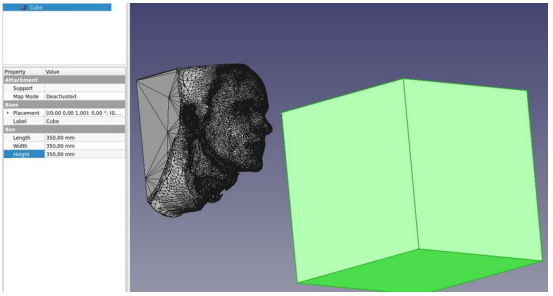 Cube
Property Value
Attachment
Support
Map Mode Deactivated
Base
Placement [(0,00 0,00 1,00); 0,00 °; (0,...
Label Cube
Box
Length 350,00 mm
Width 350,00 mm
Height 350,00 mm